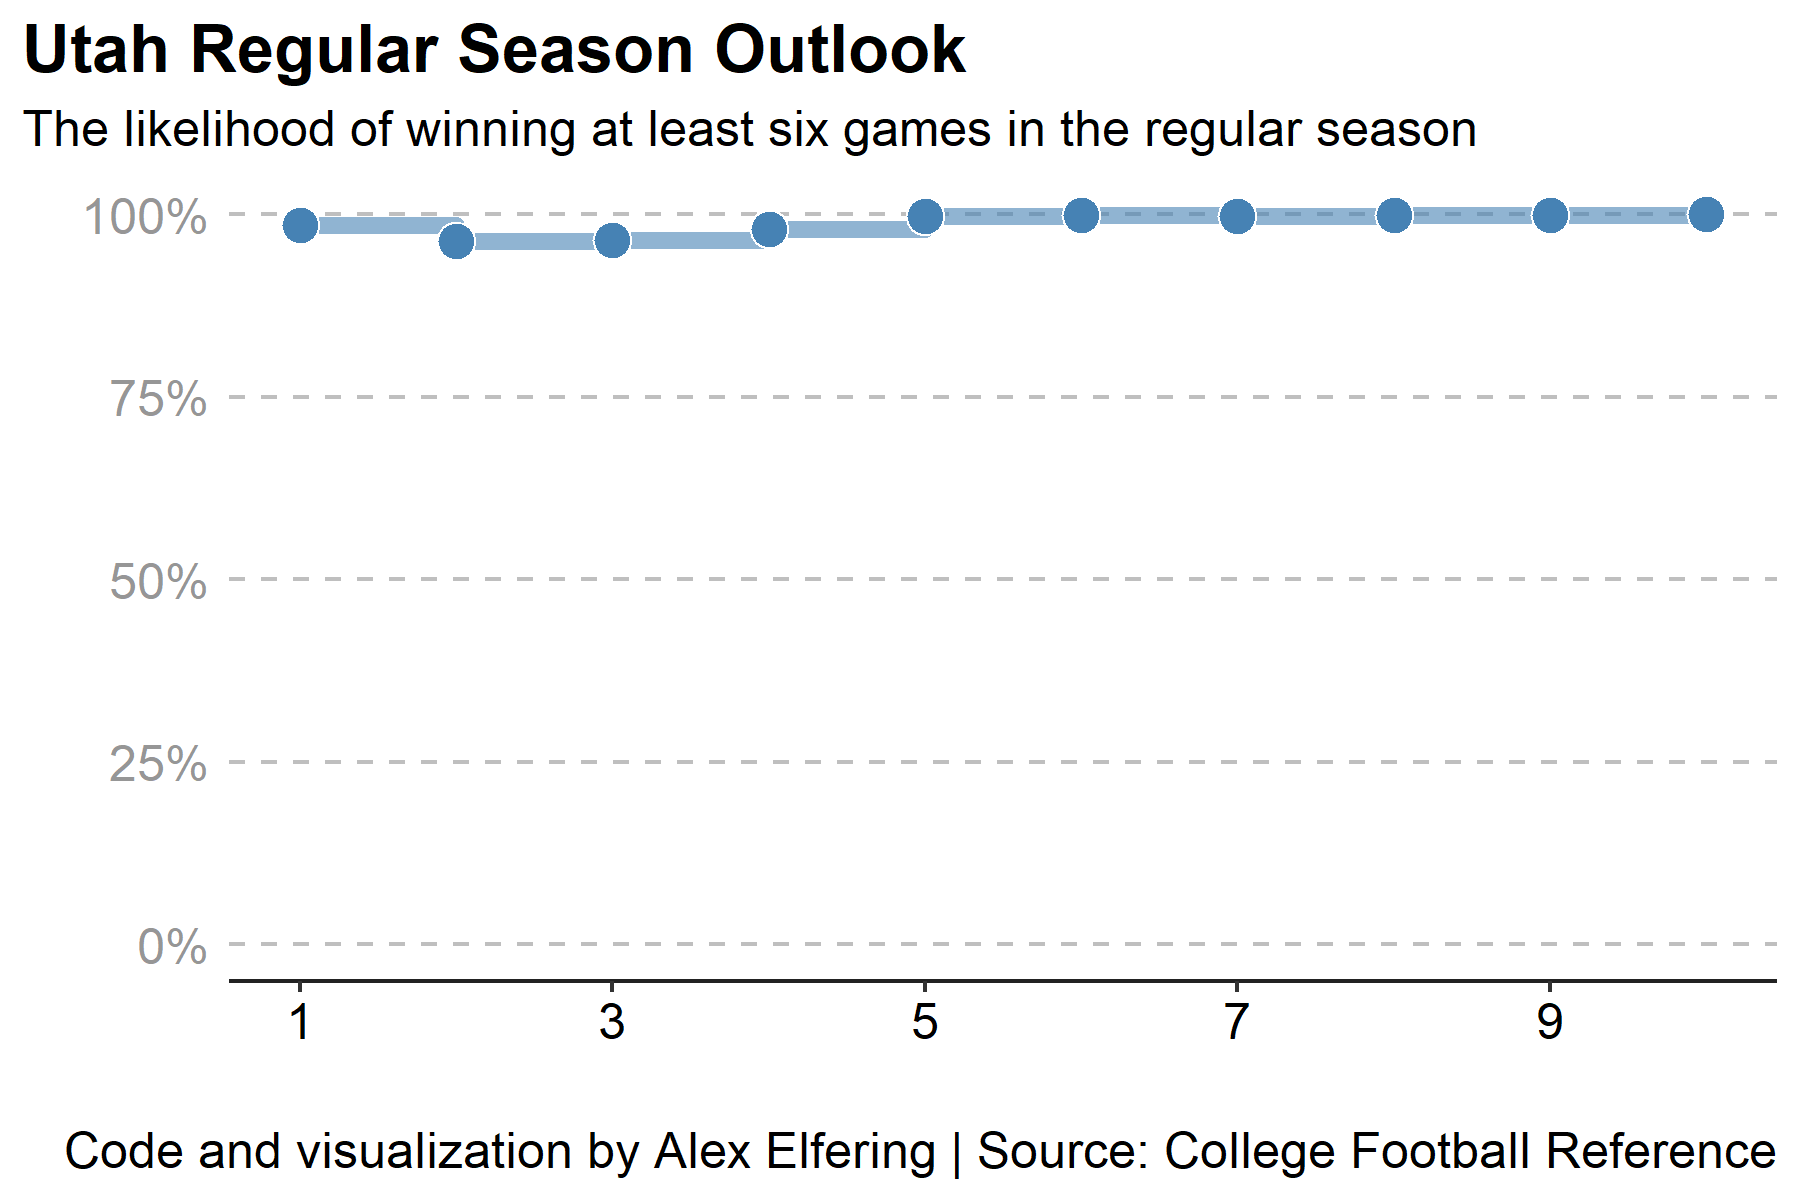 Utah Regular Season Outlook
The likelihood of winning at least six games in the regular season
100%
75%
50%
25%
0%
1 3 5 7 9
Code and visualization by Alex Elfering | Source: College Football Reference